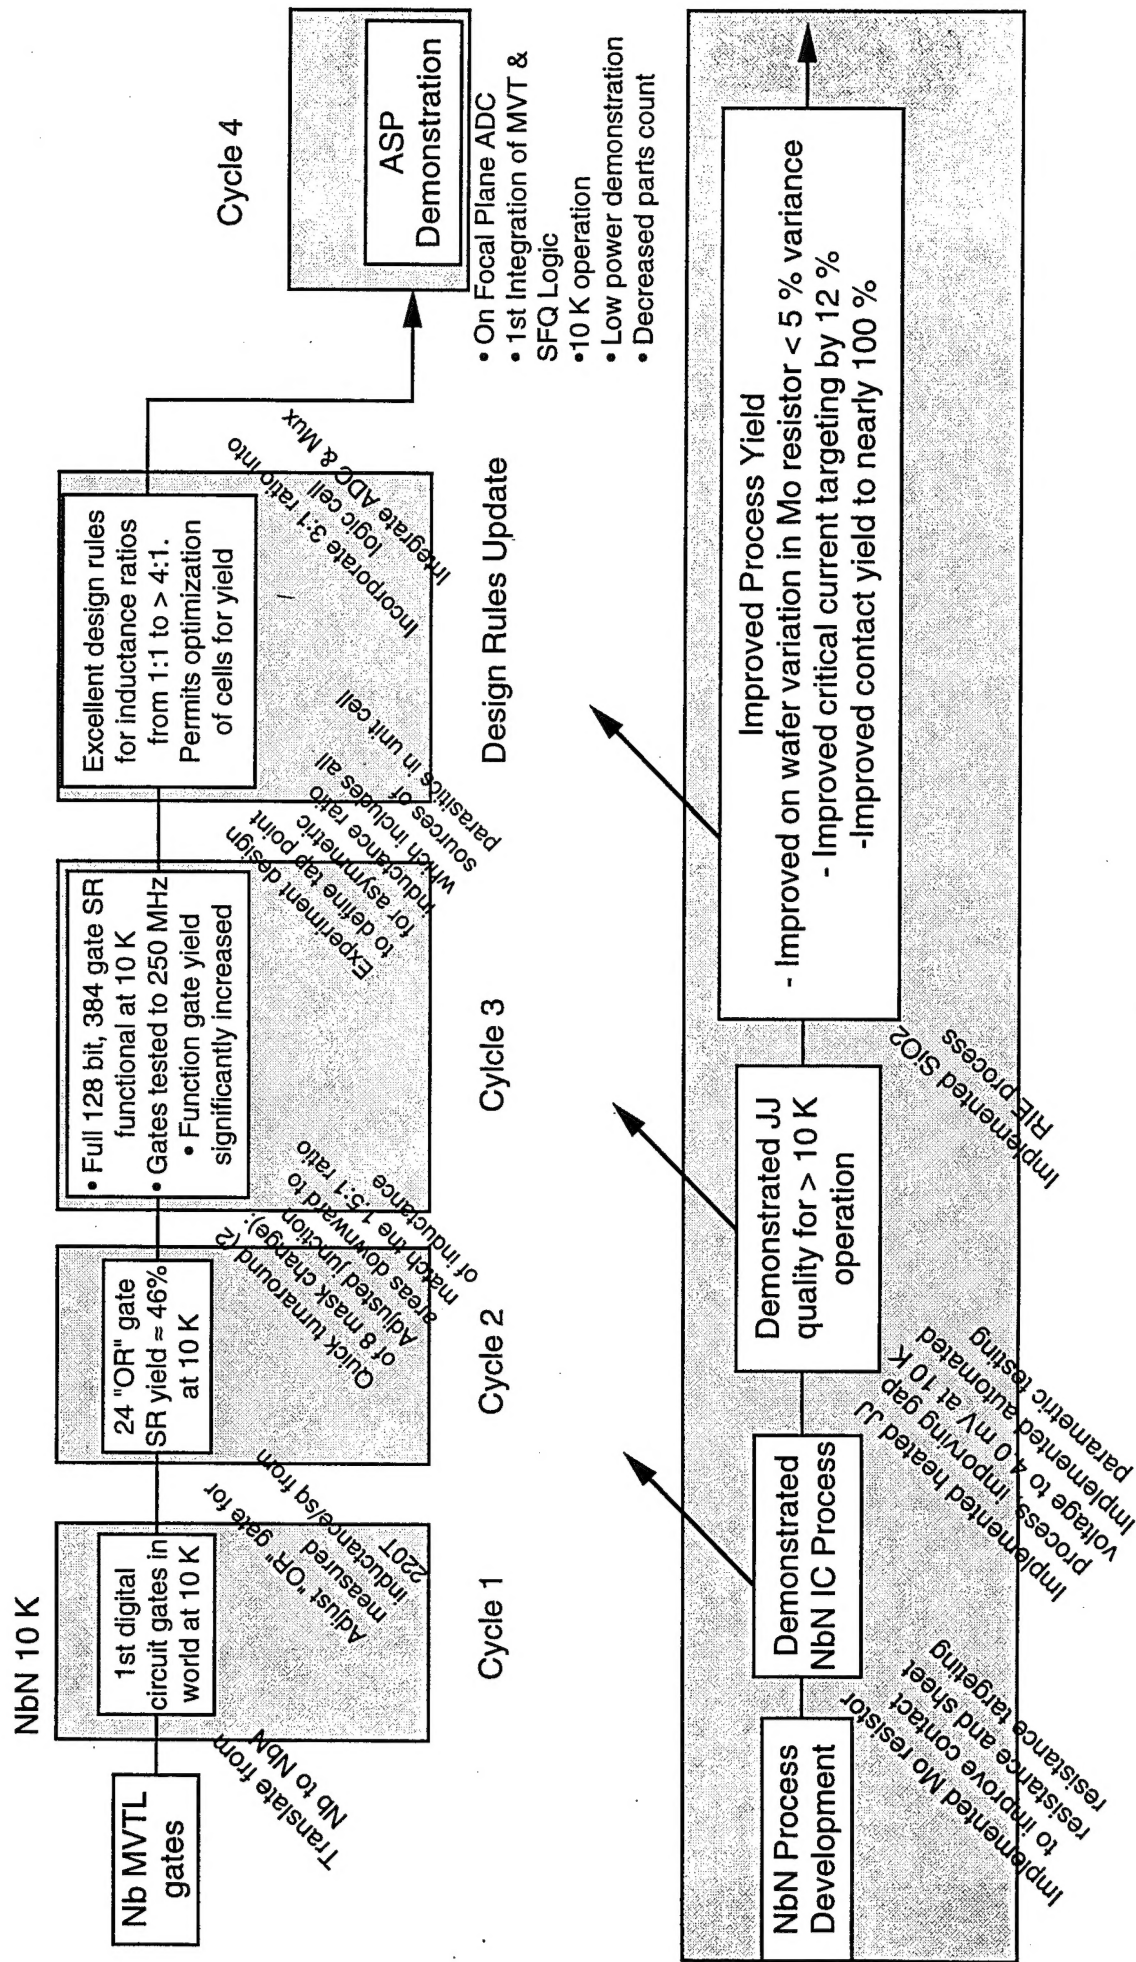 NbN 10 K
Nb MVTL
gates
Translate from
Nb to NbN
1st digital
circuit gates in
world at 10 K
Adjust "OR" gate for
measured
inductance/sq from
220T
Cycle 1
24 "OR" gate
SR yield ≈ 46%
at 10 K
Quick turnaround (2
of 8 mask change):
Adjusted junction
areas downward to
match the 1.5:1 ratio
of inductance
Cycle 2
• Full 128 bit, 384 gate SR
functional at 10 K
• Gates tested to 250 MHz
• Function gate yield
significantly increased
Experiment design
to define tap point
for asymmetric
inductance ratio
which includes all
sources of
parasitics in unit cell
Cylcle 3
Excellent design rules
for inductance ratios
from 1:1 to > 4:1.
Permits optimization
of cells for yield
Incorporate 3:1 ratio into
logic cell
Integrate ADC & Mux
Design Rules Update
Cycle 4
ASP
Demonstration
• On Focal Plane ADC
• 1st Integration of MVT &
SFQ Logic
•10 K operation
• Low power demonstration
• Decreased parts count
NbN Process
Development
Implemented Mo resistor
to improve contact
resistance and sheet
resistance targeting
Demonstrated
NbN IC Process
Implemented heated JJ
process, imporving gap
voltage to 4.0 mV at 10 K
Implemented automated
parametric testing
Demonstrated JJ
quality for > 10 K
operation
Implemented SiO2
RIE process
Improved Process Yield
- Improved on wafer variation in Mo resistor < 5 % variance
- Improved critical current targeting by 12 %
-Improved contact yield to nearly 100 %